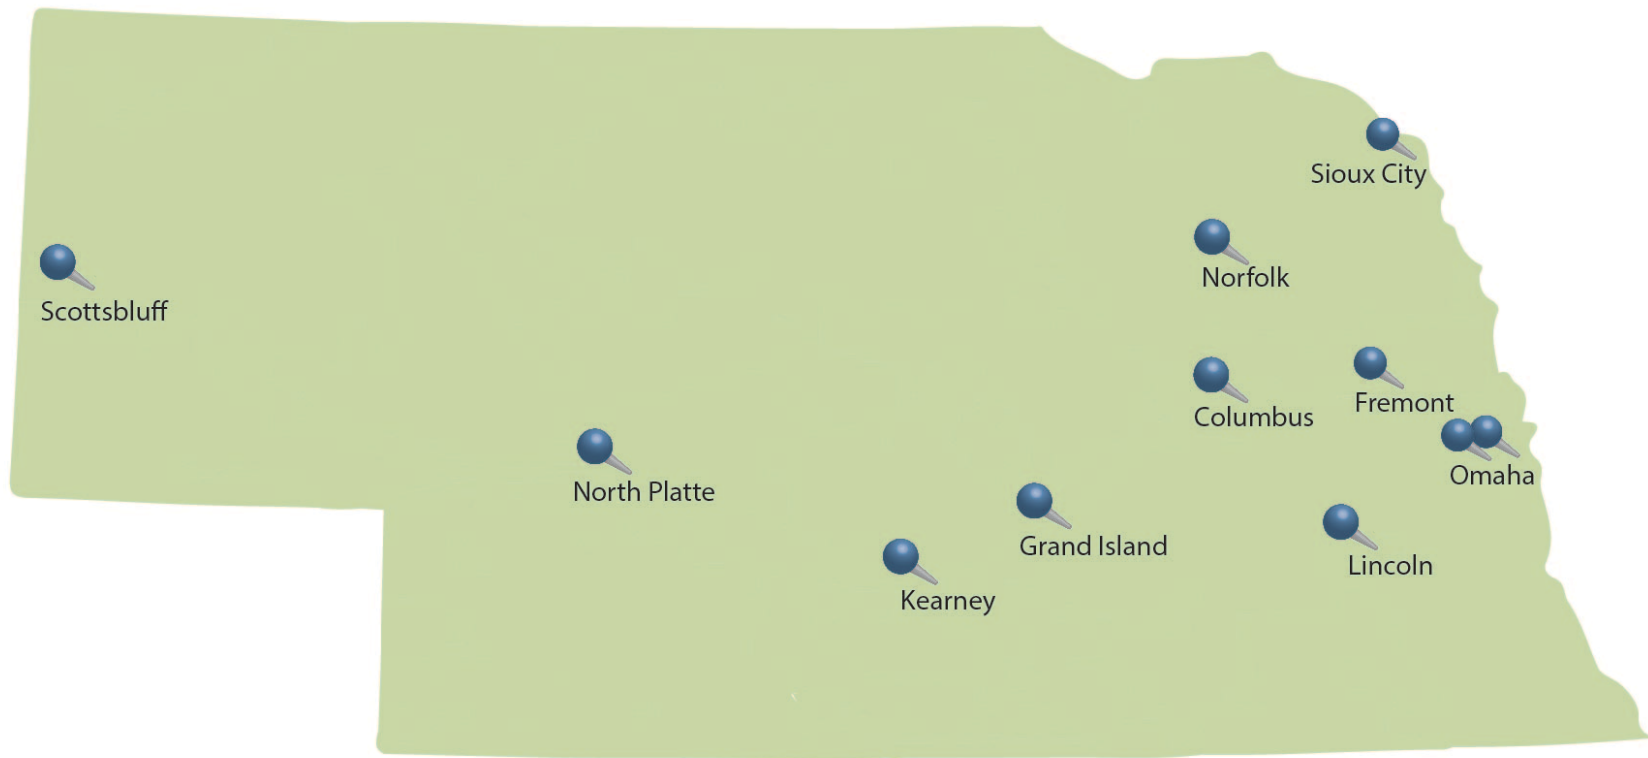 Sioux City
Norfolk
Scottsbluff
Fremont
Columbus
Omaha
North Platte
Grand Island
Lincoln
Kearney